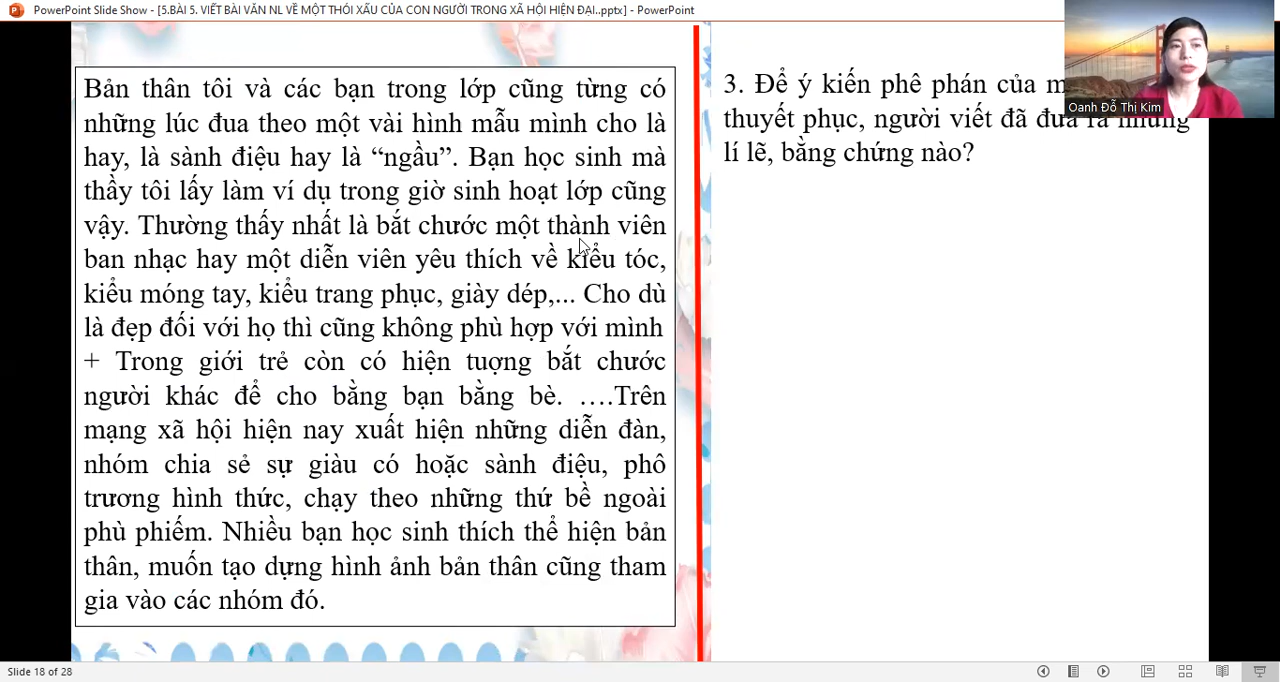 PowerPoint Slide Show - [5.BÀI 5. VIẾT BÀI VĂN NL VỀ MỘT THÓI XẤU CỦA CON NGƯỜI TRONG XÃ HỘI HIỆN ĐẠI..pptx] - PowerPoint
Bản thân tôi và các bạn trong lớp cũng từng có
những lúc đua theo một vài hình mẫu mình cho là
hay, là sành điệu hay là “ngầu”. Bạn học sinh mà
thầy tôi lấy làm ví dụ trong giờ sinh hoạt lớp cũng
vậy. Thường thấy nhất là bắt chước một thành viên
ban nhạc hay một diễn viên yêu thích về kiểu tóc,
kiểu móng tay, kiểu trang phục, giày dép,... Cho dù
là đẹp đối với họ thì cũng không phù hợp với mình
+ Trong giới trẻ còn có hiện tuợng bắt chước
người khác để cho bằng bạn bằng bè. ….Trên
mạng xã hội hiện nay xuất hiện những diễn đàn,
nhóm chia sẻ sự giàu có hoặc sành điệu, phô
trương hình thức, chạy theo những thứ bề ngoài
phù phiếm. Nhiều bạn học sinh thích thể hiện bản
thân, muốn tạo dựng hình ảnh bản thân cũng tham
gia vào các nhóm đó.
3. Để ý kiến phê phán của
thuyết phục, người viết đã đưa ra những
lí lẽ, bằng chứng nào?
Oanh Đỗ Thị Kim
Slide 18 of 28